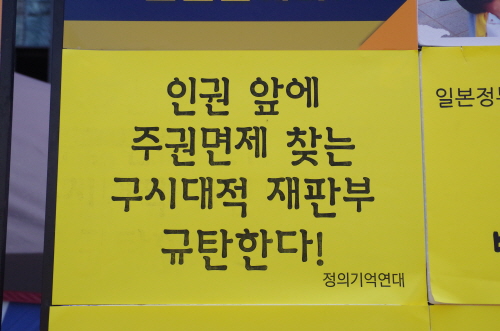 인권 앞에
주권면제 찾는
구시대적 재판부
규탄한다!
정의기억연대
일본정부